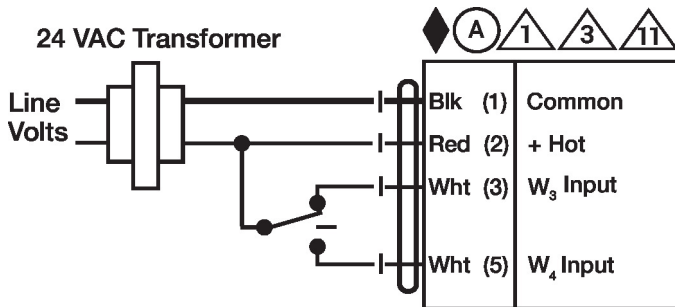 A 1 3 11
24 VAC Transformer
Line Volts
Blk (1) Common
Red (2) + Hot
Wht (3) W₃ Input
Wht (5) W₄ Input